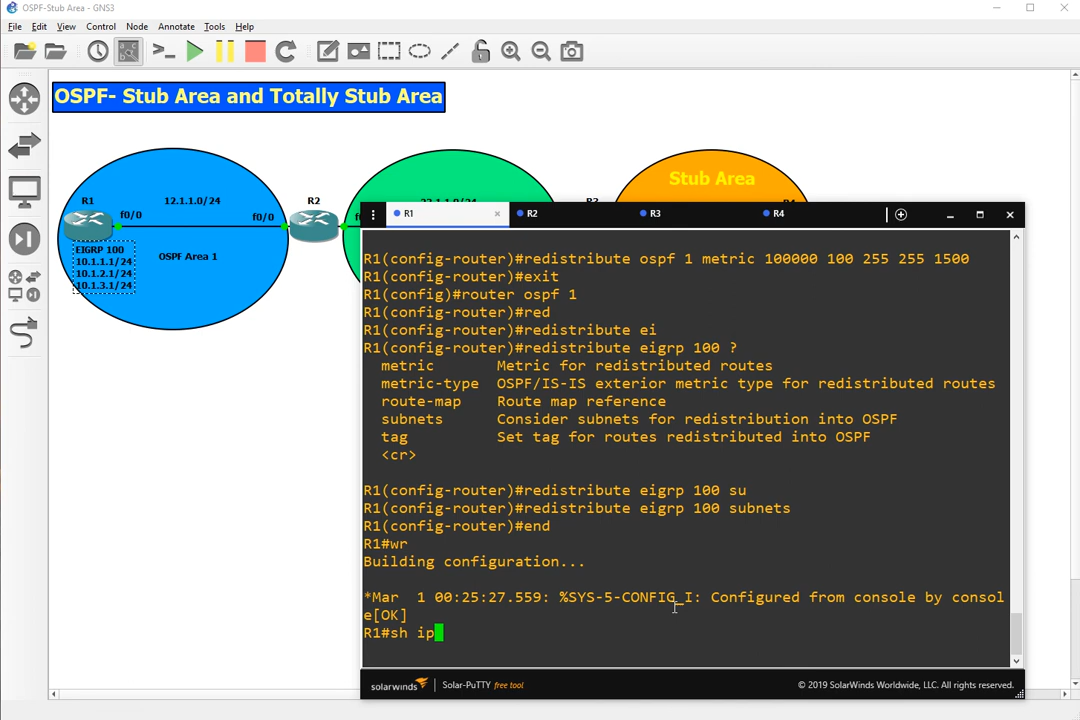 OSPF-Stub Area - GNS3
File Edit View Control Node Annotate Tools Help
OSPF- Stub Area and Totally Stub Area
Stub Area
R1 12.1.1.0/24 R2
f0/0 f0/0
EIGRP 100
10.1.1.1/24
10.1.2.1/24
10.1.3.1/24
OSPF Area 1
R1 R2 R3 R4
R1(config-router)#redistribute ospf 1 metric 100000 100 255 255 1500
R1(config-router)#exit
R1(config)#router ospf 1
R1(config-router)#red
R1(config-router)#redistribute ei
R1(config-router)#redistribute eigrp 100 ?
metric Metric for redistributed routes
metric-type OSPF/IS-IS exterior metric type for redistributed routes
route-map Route map reference
subnets Consider subnets for redistribution into OSPF
tag Set tag for routes redistributed into OSPF
<cr>
R1(config-router)#redistribute eigrp 100 su
R1(config-router)#redistribute eigrp 100 subnets
R1(config-router)#end
R1#wr
Building configuration...
*Mar 1 00:25:27.559: %SYS-5-CONFIG_I: Configured from console by consol
e[OK]
R1#sh ip
solarwinds Solar-PuTTY free tool © 2019 SolarWinds Worldwide, LLC. All rights reserved.